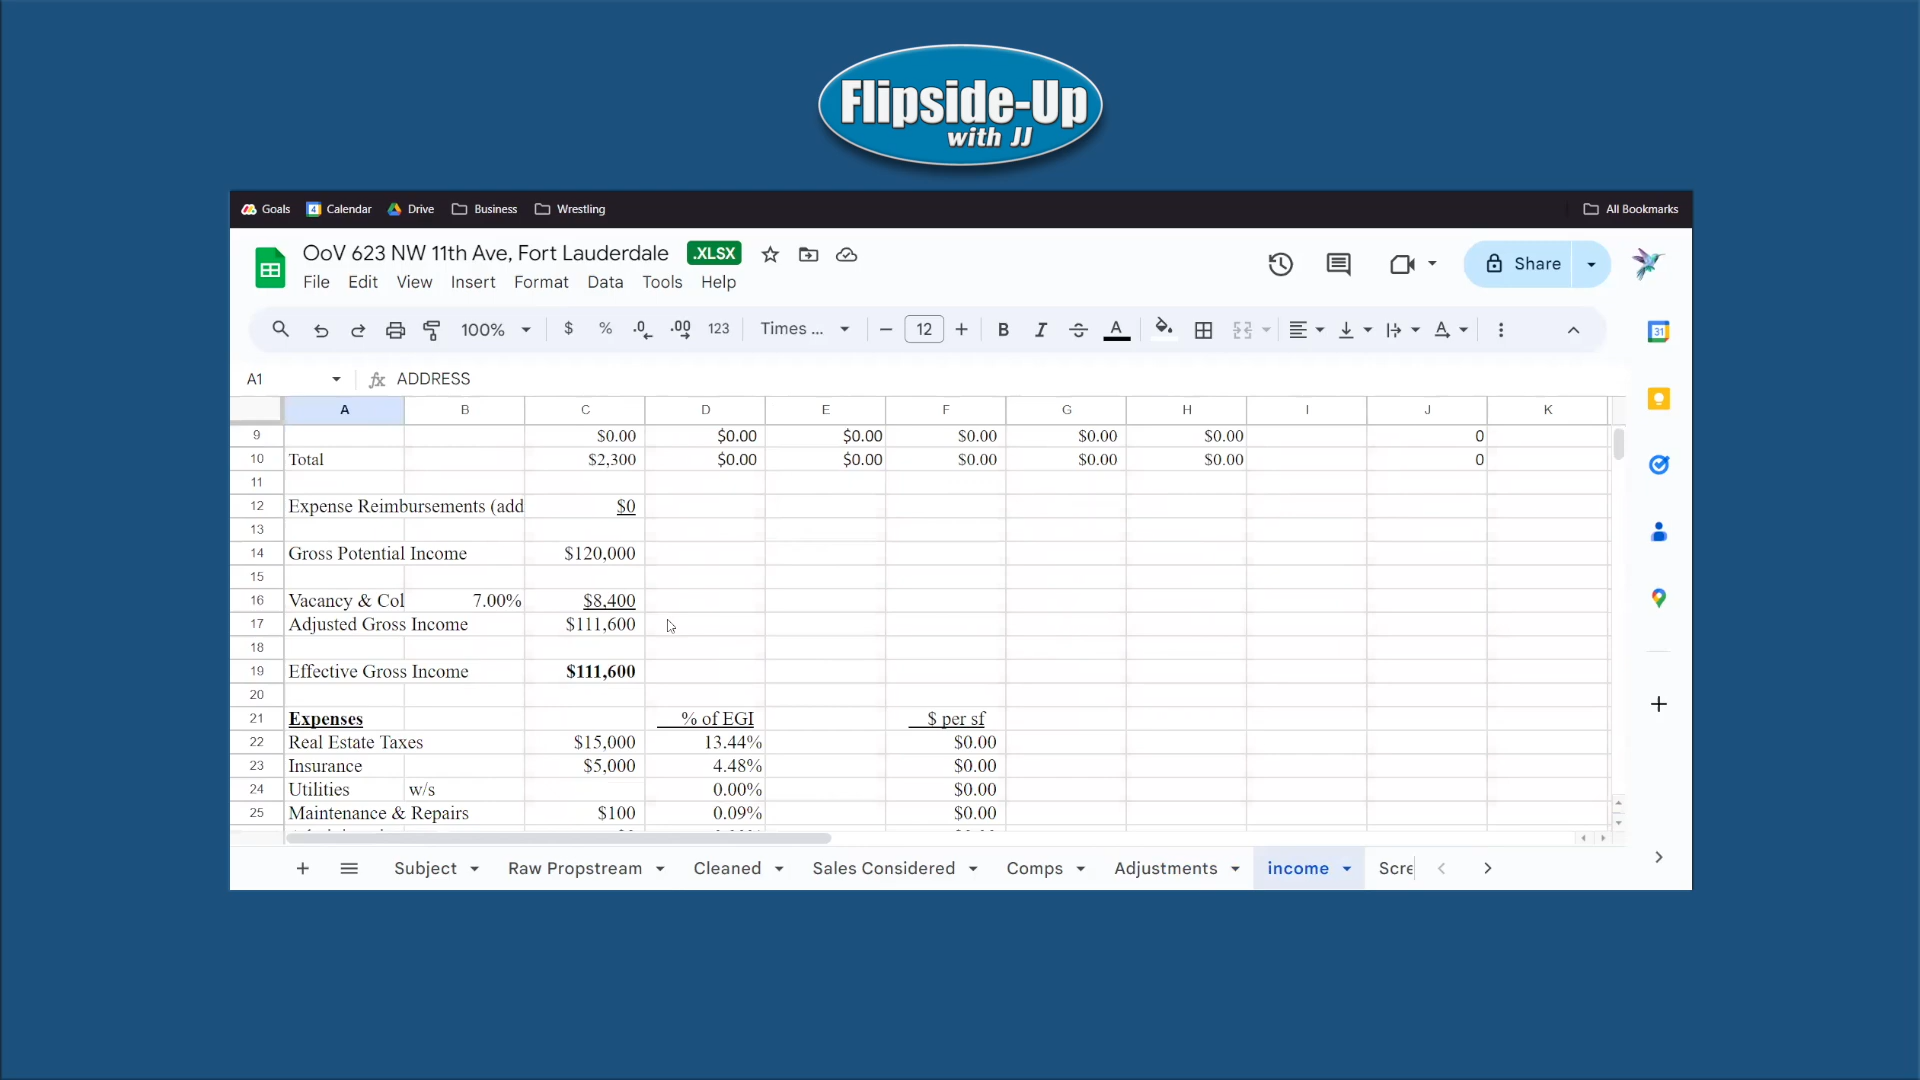 Flipside-Up
with JJ
Goals Calendar Drive Business Wrestling All Bookmarks
OoV 623 NW 11th Ave, Fort Lauderdale .XLSX
File Edit View Insert Format Data Tools Help
Share
100% $ % .0 .00 123 Times ... 12 B I S A
A1 fx ADDRESS
A B C D E F G H I J K
9 $0.00 $0.00 $0.00 $0.00 $0.00 $0.00 0
10 Total $2,300 $0.00 $0.00 $0.00 $0.00 $0.00 0
11
12 Expense Reimbursements (add $0
13
14 Gross Potential Income $120,000
15
16 Vacancy & Col 7.00% $8,400
17 Adjusted Gross Income $111,600
18
19 Effective Gross Income $111,600
20
21 Expenses % of EGI $ per sf
22 Real Estate Taxes $15,000 13.44% $0.00
23 Insurance $5,000 4.48% $0.00
24 Utilities w/s 0.00% $0.00
25 Maintenance & Repairs $100 0.09% $0.00
Subject Raw Propstream Cleaned Sales Considered Comps Adjustments income Scre